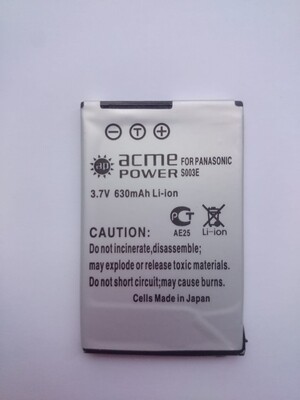 acme POWER FOR PANASONIC S003E
3.7V 630mAh Li-ion
AE25 Li-ion
CAUTION:
Do not incinerate,disassemble;
may explode or release toxic materials.
Do not short circuit;may cause burns.
Cells Made in Japan